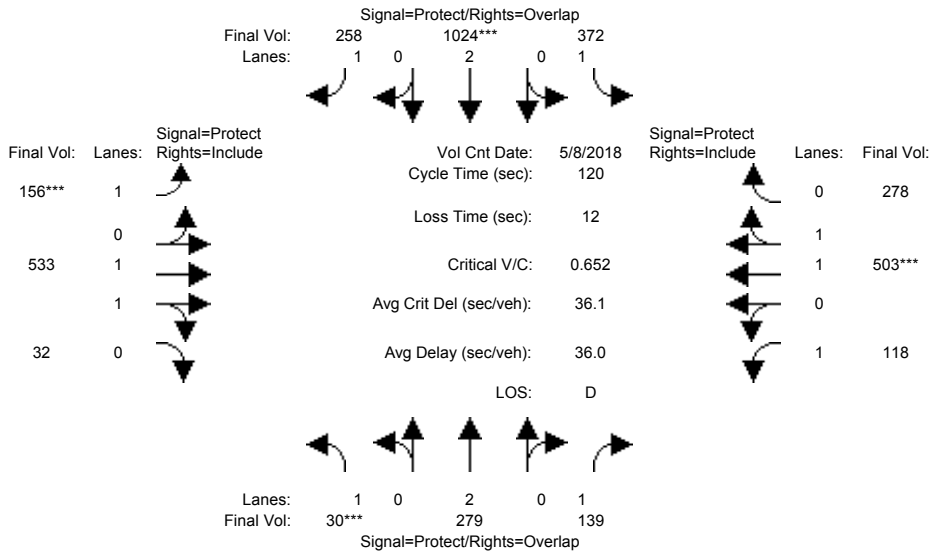 Signal=Protect/Rights=Overlap
Final Vol: 258 1024*** 372
Lanes: 1 0 2 0 1
Signal=Protect Signal=Protect
Final Vol: Lanes: Rights=Include Vol Cnt Date: 5/8/2018 Rights=Include Lanes: Final Vol:
Cycle Time (sec): 120
156*** 1 0 278
Loss Time (sec): 12
0 1
533 1 Critical V/C: 0.652 1 503***
1 Avg Crit Del (sec/veh): 36.1 0
32 0 Avg Delay (sec/veh): 36.0 1 118
LOS: D
Lanes: 1 0 2 0 1
Final Vol: 30*** 279 139
Signal=Protect/Rights=Overlap